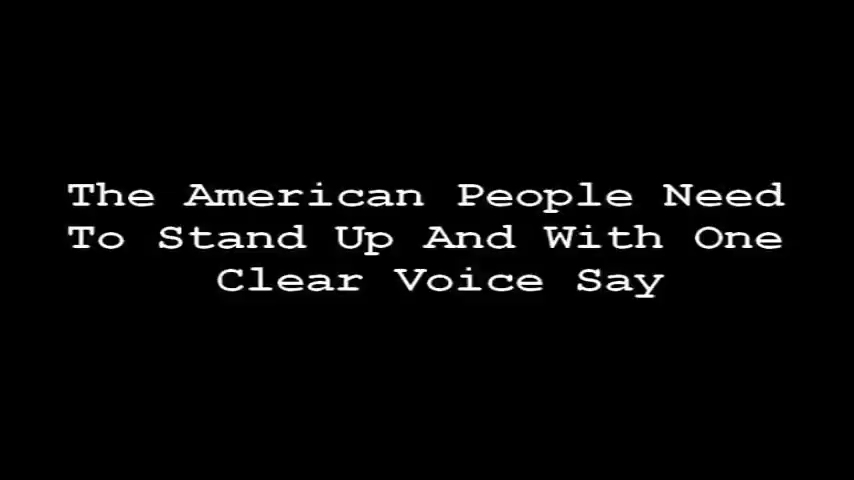 The American People Need
To Stand Up And With One
Clear Voice Say